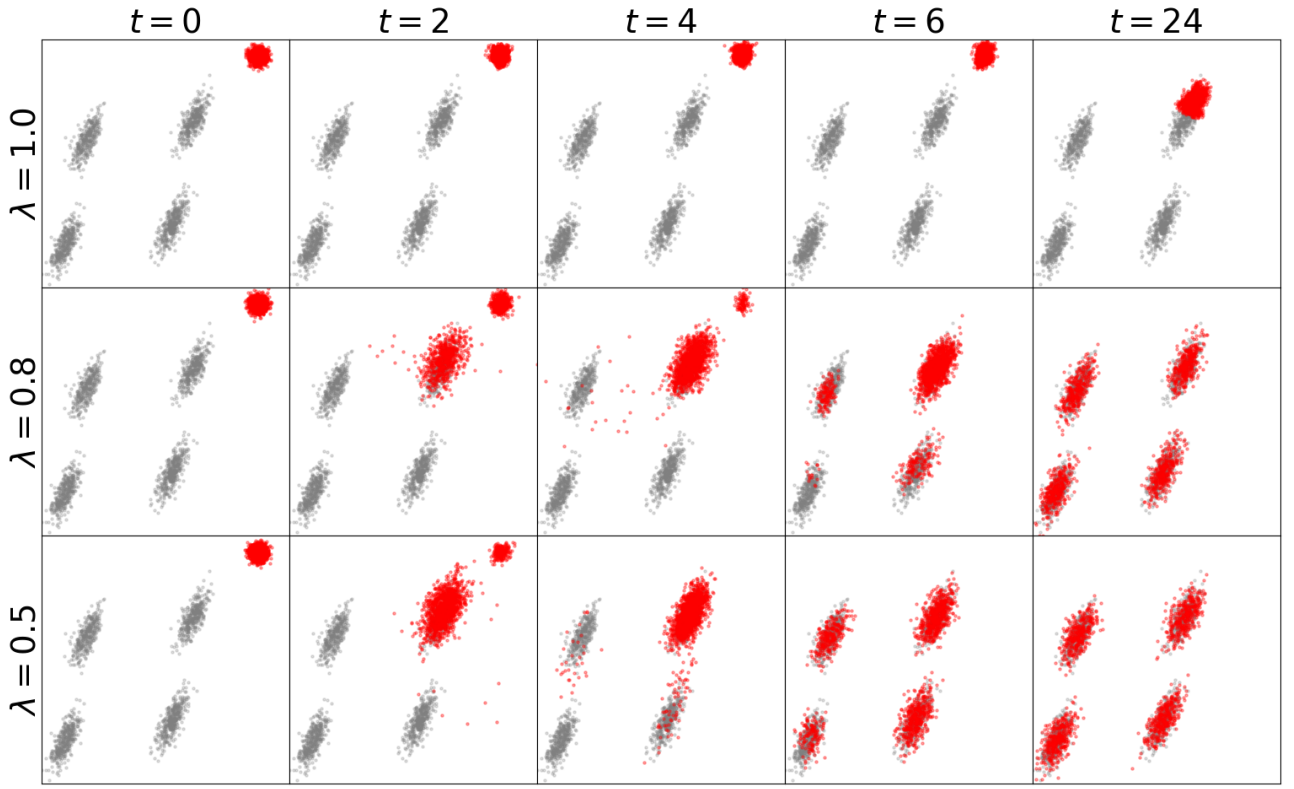 t = 0
t = 2
t = 4
t = 6
t = 24
λ = 1.0
λ = 0.8
λ = 0.5